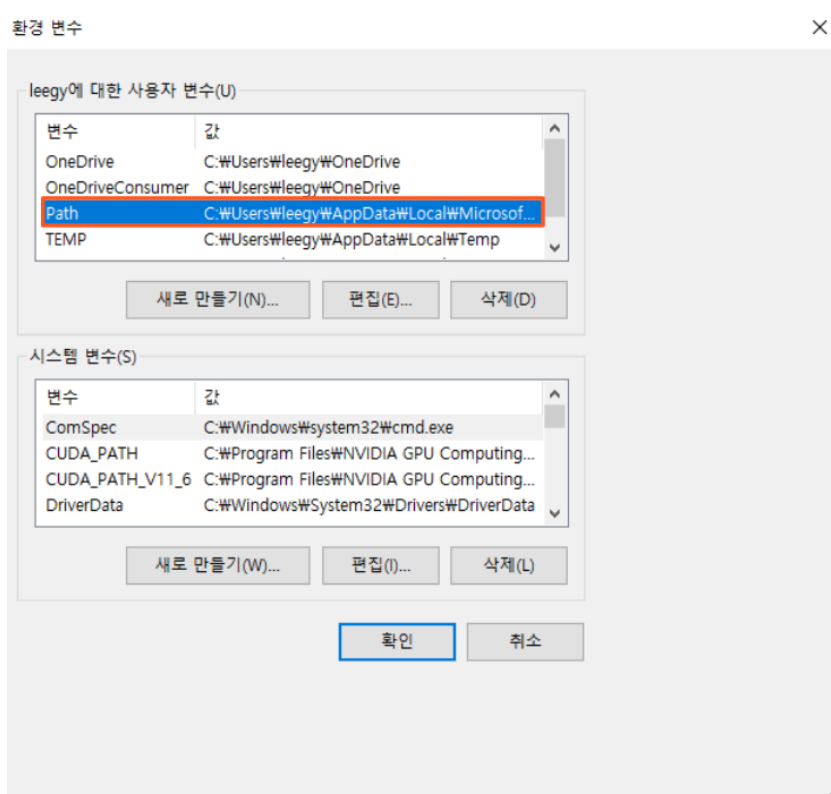 환경 변수
leegy에 대한 사용자 변수(U)
변수 값
OneDrive C:₩Users₩leegy₩OneDrive
OneDriveConsumer C:₩Users₩leegy₩OneDrive
Path C:₩Users₩leegy₩AppData₩Local₩Microsof...
TEMP C:₩Users₩leegy₩AppData₩Local₩Temp
새로 만들기(N)... 편집(E)... 삭제(D)
시스템 변수(S)
변수 값
ComSpec C:₩Windows₩system32₩cmd.exe
CUDA_PATH C:₩Program Files₩NVIDIA GPU Computing...
CUDA_PATH_V11_6 C:₩Program Files₩NVIDIA GPU Computing...
DriverData C:₩Windows₩System32₩Drivers₩DriverData
새로 만들기(W)... 편집(I)... 삭제(L)
확인 취소